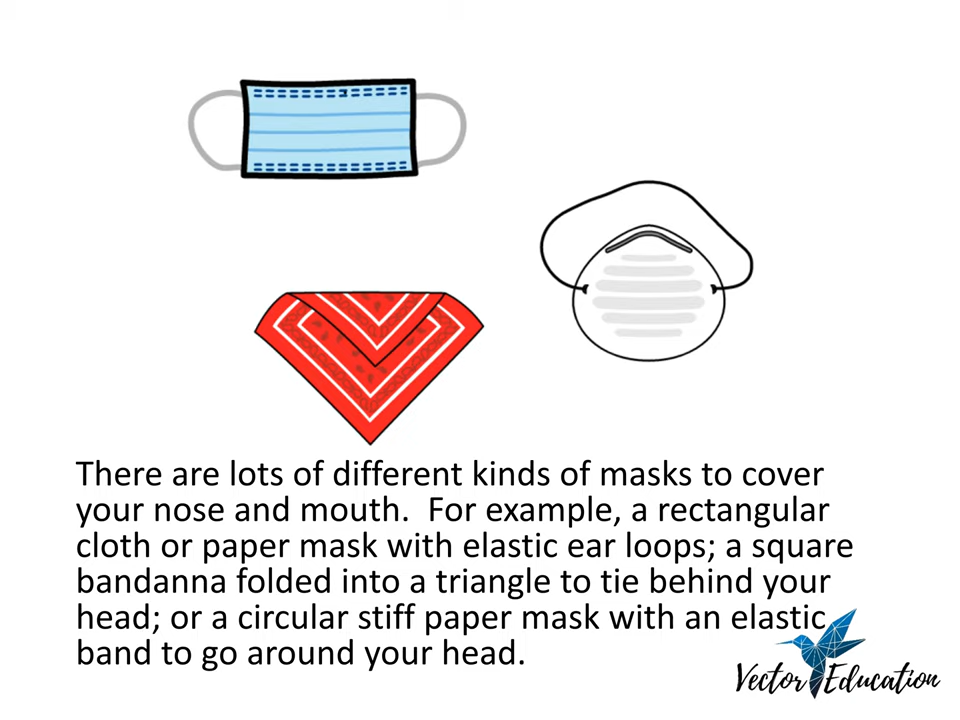 There are lots of different kinds of masks to cover
your nose and mouth.  For example, a rectangular
cloth or paper mask with elastic ear loops; a square
bandanna folded into a triangle to tie behind your
head; or a circular stiff paper mask with an elastic
band to go around your head.
Vector Education